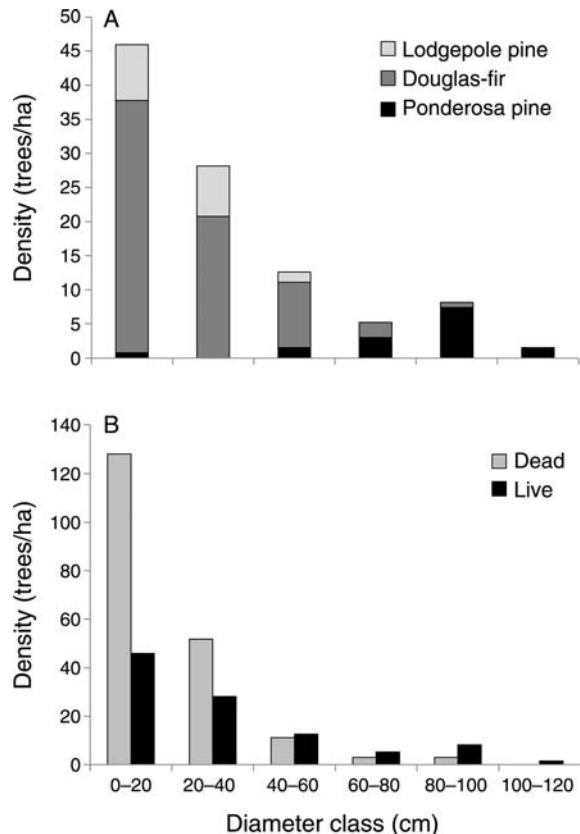 A
50
45
40
35
30
25
20
15
10
5
0
Density (trees/ha)
Lodgepole pine
Douglas-fir
Ponderosa pine
B
140
120
100
80
60
40
20
0
Density (trees/ha)
Dead
Live
0–20 20–40 40–60 60–80 80–100 100–120
Diameter class (cm)